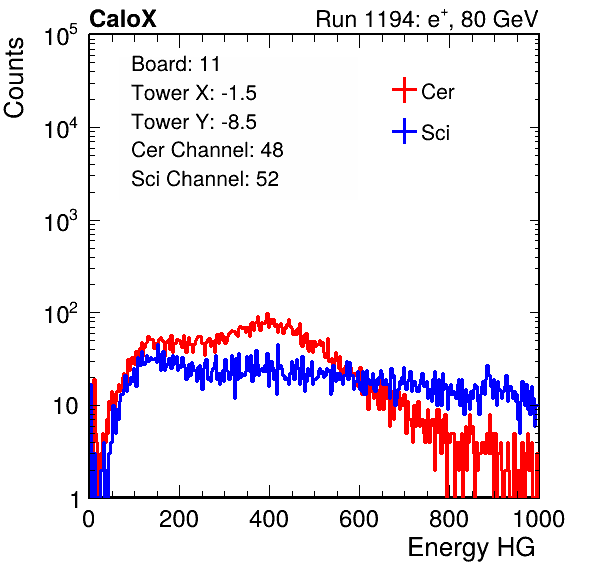 CaloX Run 1194: e+, 80 GeV
Board: 11
Tower X: -1.5
Tower Y: -8.5
Cer Channel: 48
Sci Channel: 52
Cer
Sci
Counts
10^5
10^4
10^3
10^2
10
1
0 200 400 600 800 1000
Energy HG